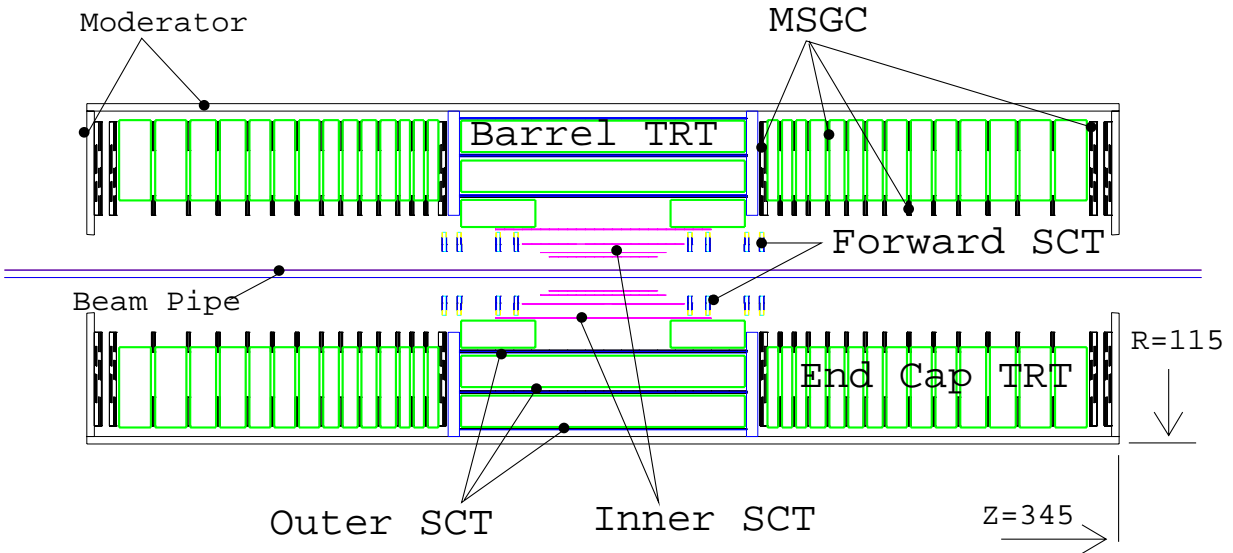 Moderator
MSGC
Barrel TRT
Forward SCT
Beam Pipe
R=115
End Cap TRT
Outer SCT
Inner SCT
Z=345